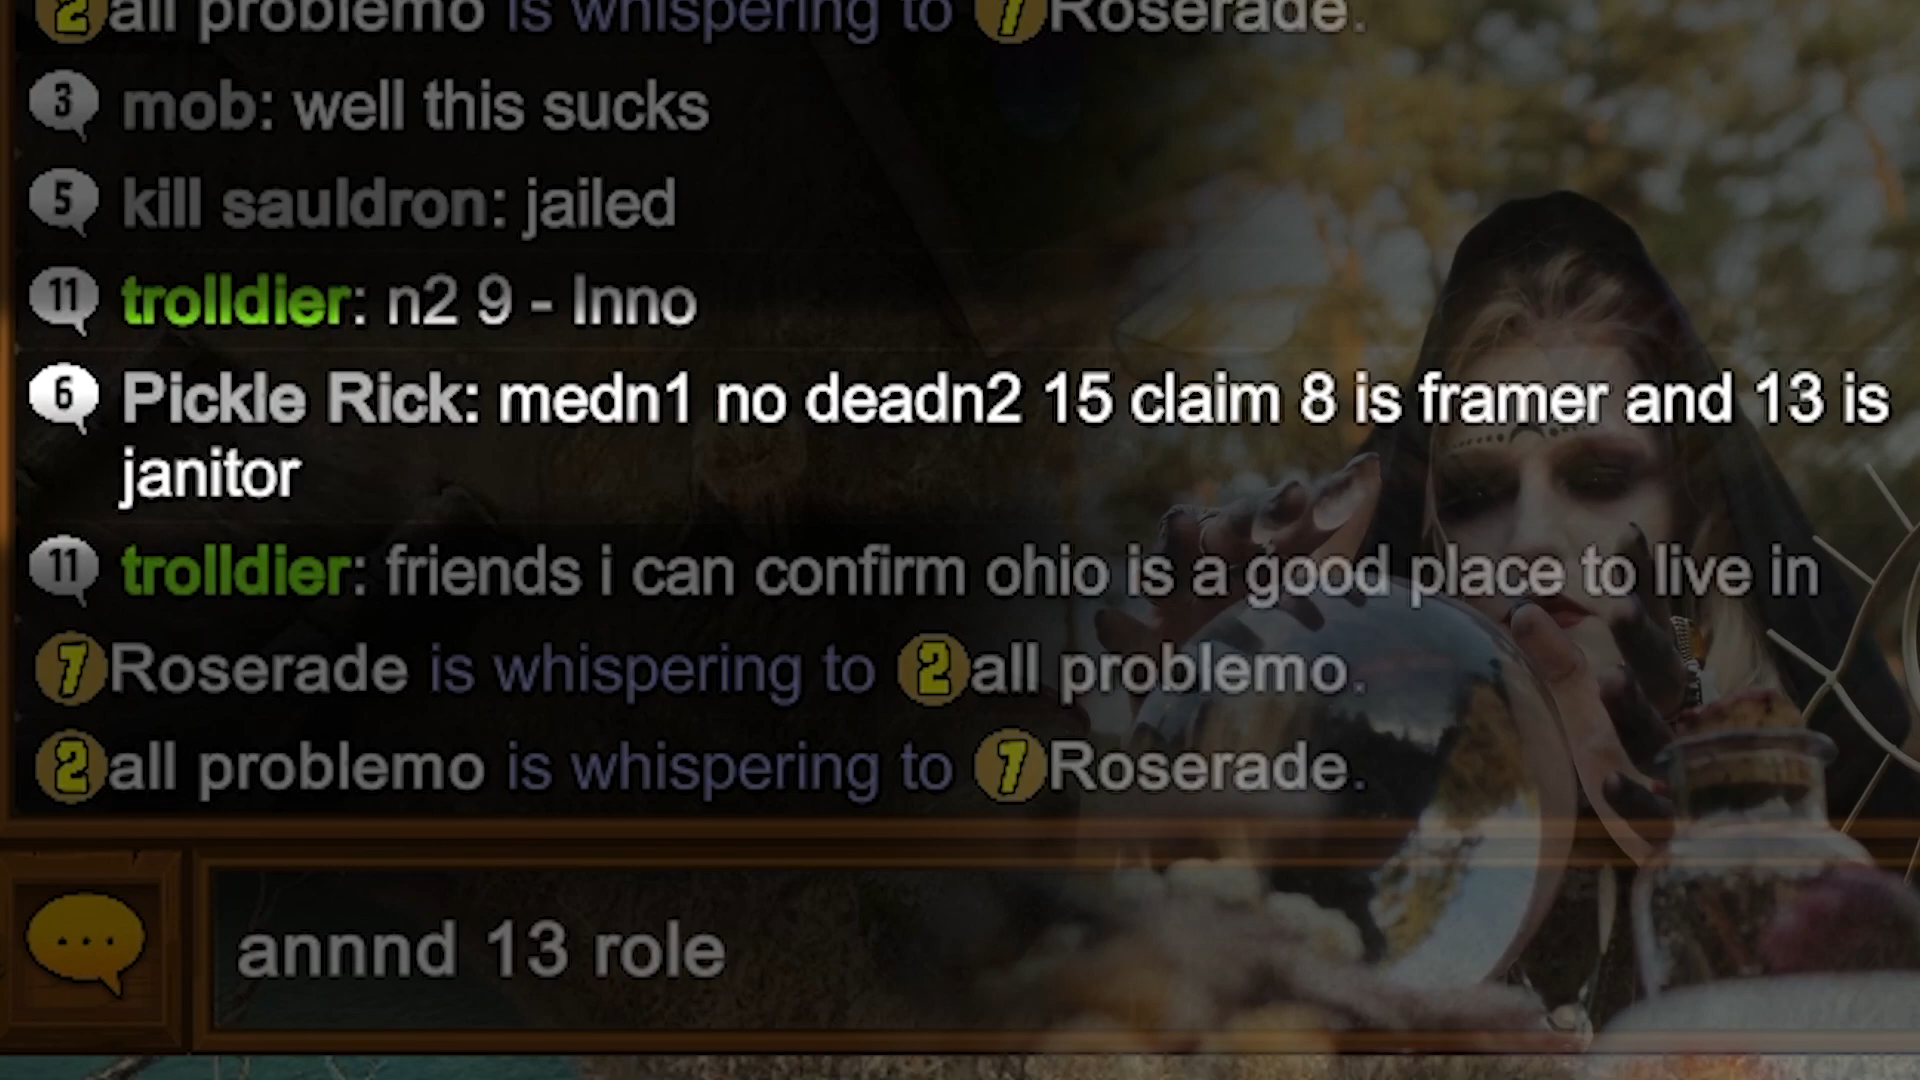 2 all problemo is whispering to 7 Roserade.
3 mob: well this sucks
5 kill sauldron: jailed
11 trolldier: n2 9 - Inno
6 Pickle Rick: medn1 no deadn2 15 claim 8 is framer and 13 is
janitor
11 trolldier: friends i can confirm ohio is a good place to live in
7 Roserade is whispering to 2 all problemo.
2 all problemo is whispering to 7 Roserade.
annnd 13 role